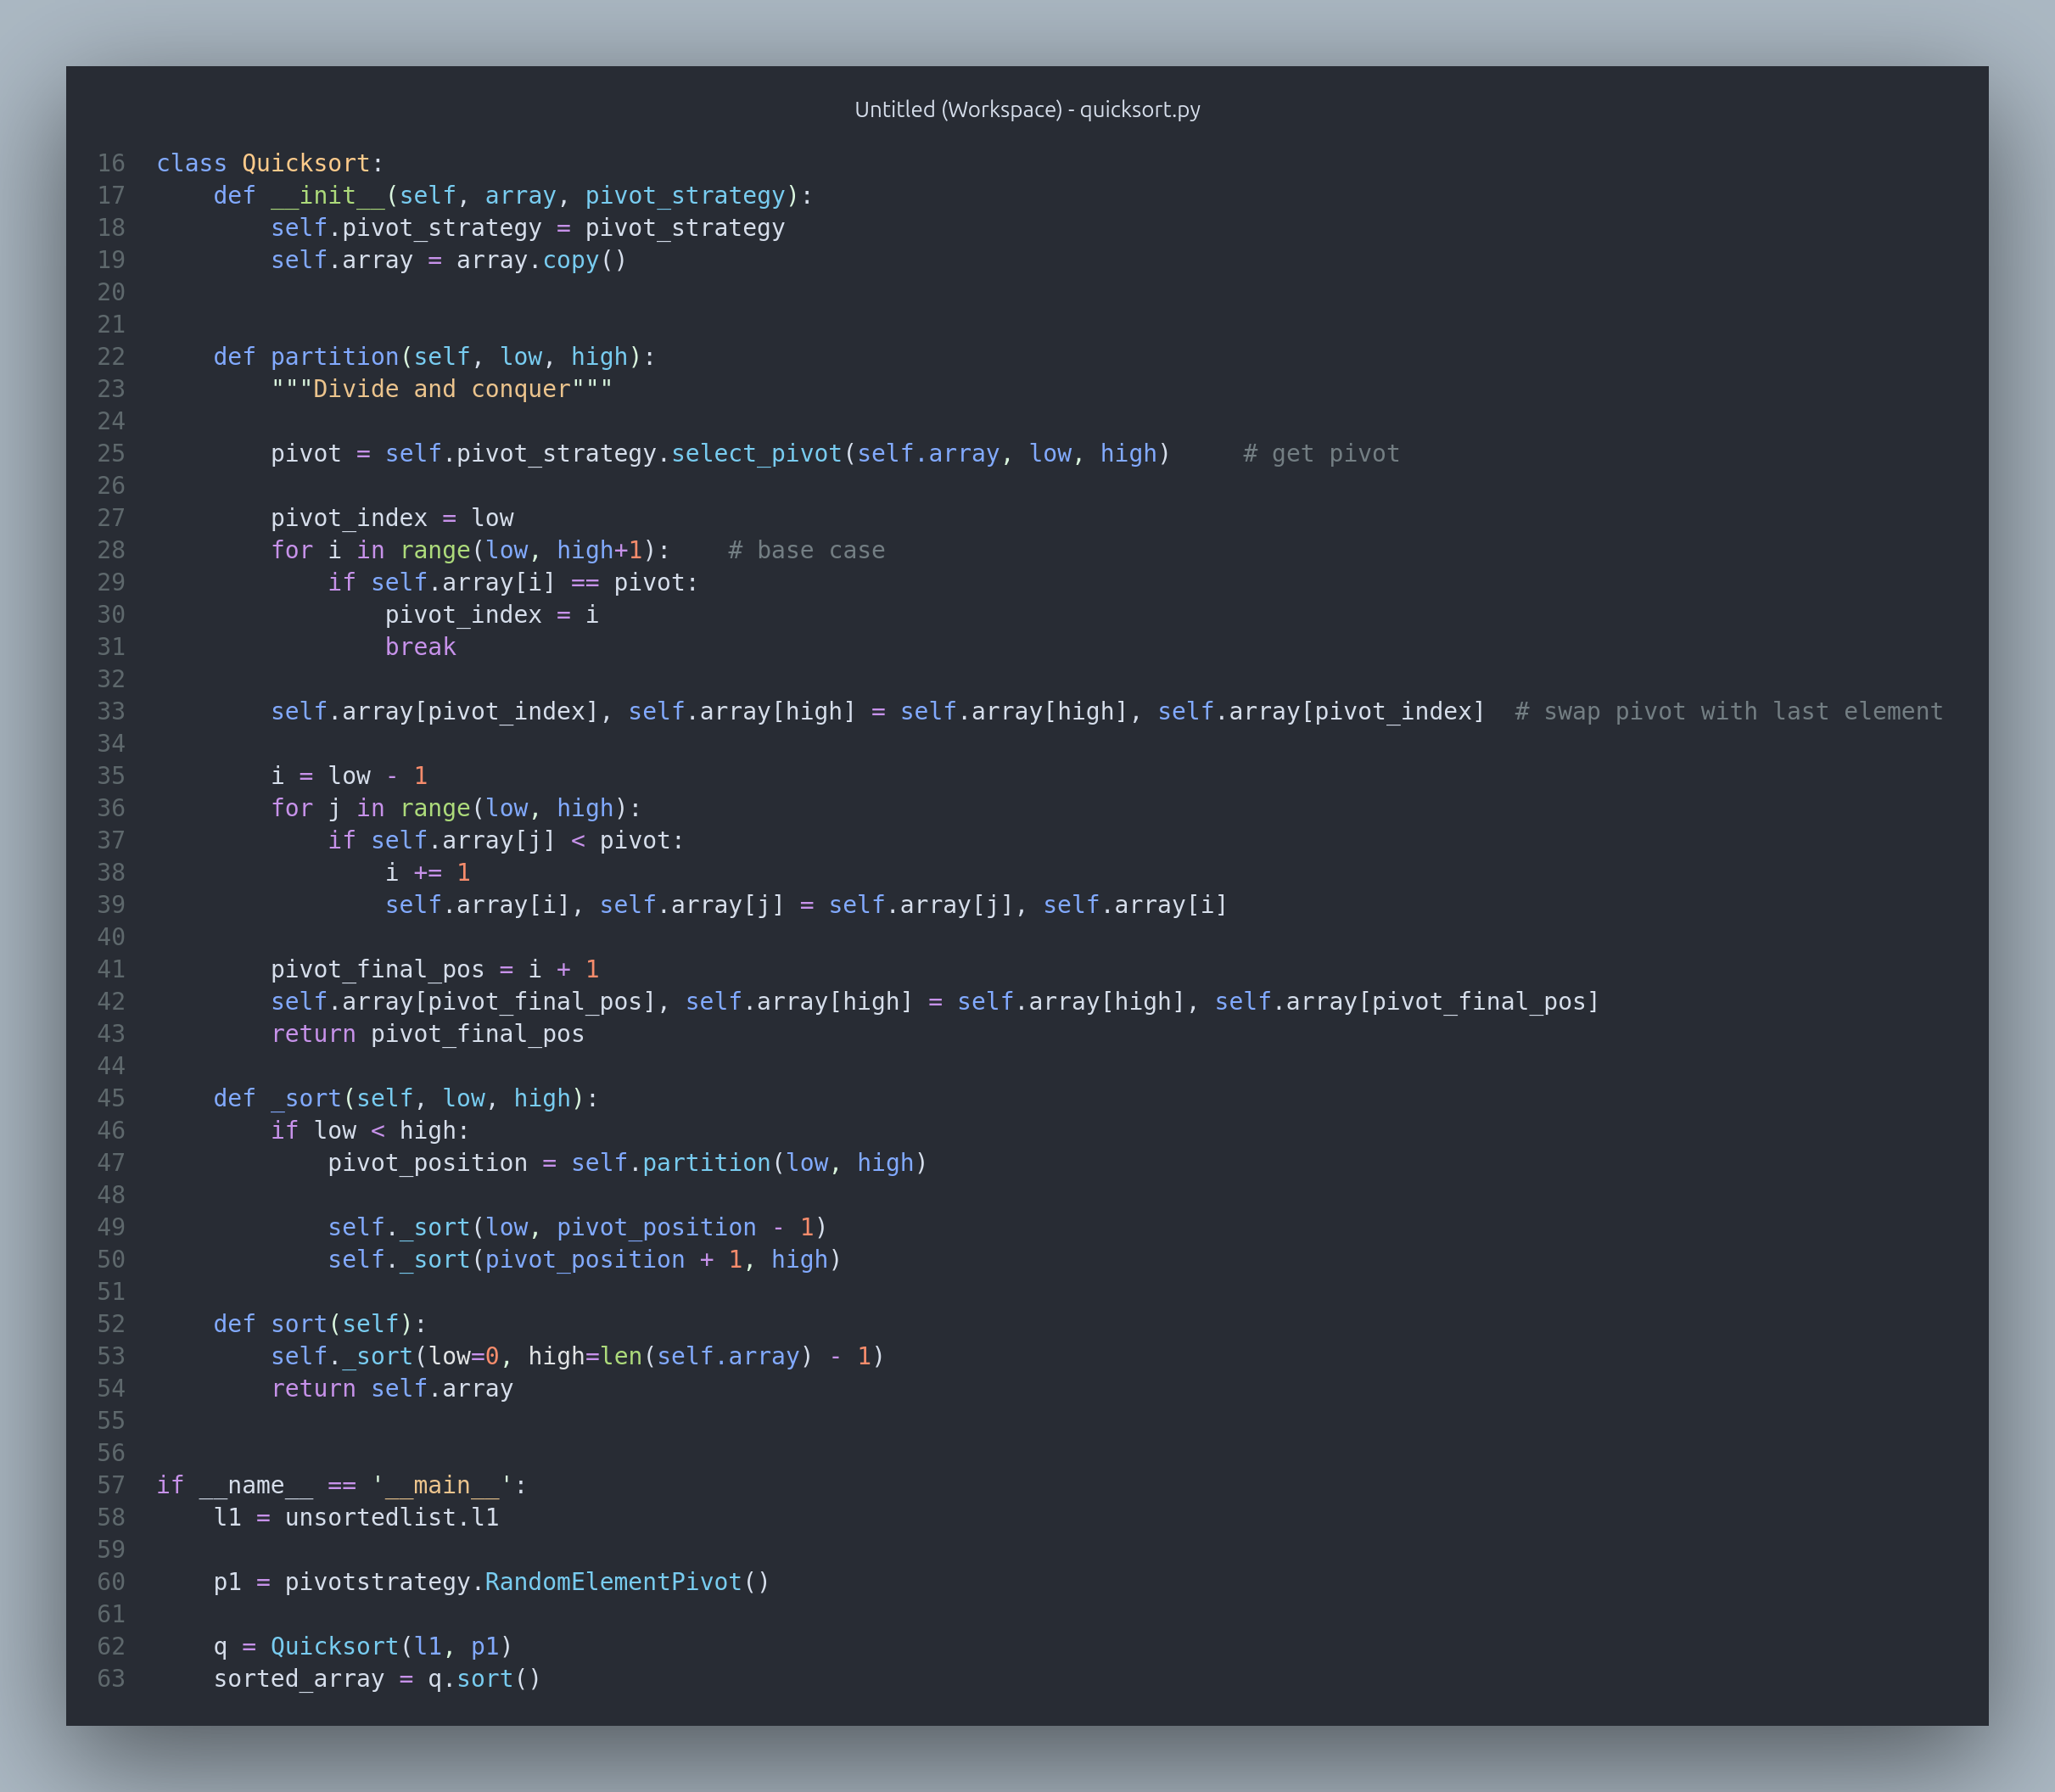 Untitled (Workspace) - quicksort.py
16 class Quicksort:
17     def __init__(self, array, pivot_strategy):
18         self.pivot_strategy = pivot_strategy
19         self.array = array.copy()
20
21
22     def partition(self, low, high):
23         """Divide and conquer"""
24
25         pivot = self.pivot_strategy.select_pivot(self.array, low, high)     # get pivot
26
27         pivot_index = low
28         for i in range(low, high+1):    # base case
29             if self.array[i] == pivot:
30                 pivot_index = i
31                 break
32
33         self.array[pivot_index], self.array[high] = self.array[high], self.array[pivot_index]  # swap pivot with last element
34
35         i = low - 1
36         for j in range(low, high):
37             if self.array[j] < pivot:
38                 i += 1
39                 self.array[i], self.array[j] = self.array[j], self.array[i]
40
41         pivot_final_pos = i + 1
42         self.array[pivot_final_pos], self.array[high] = self.array[high], self.array[pivot_final_pos]
43         return pivot_final_pos
44
45     def _sort(self, low, high):
46         if low < high:
47             pivot_position = self.partition(low, high)
48
49             self._sort(low, pivot_position - 1)
50             self._sort(pivot_position + 1, high)
51
52     def sort(self):
53         self._sort(low=0, high=len(self.array) - 1)
54         return self.array
55
56
57 if __name__ == '__main__':
58     l1 = unsortedlist.l1
59
60     p1 = pivotstrategy.RandomElementPivot()
61
62     q = Quicksort(l1, p1)
63     sorted_array = q.sort()